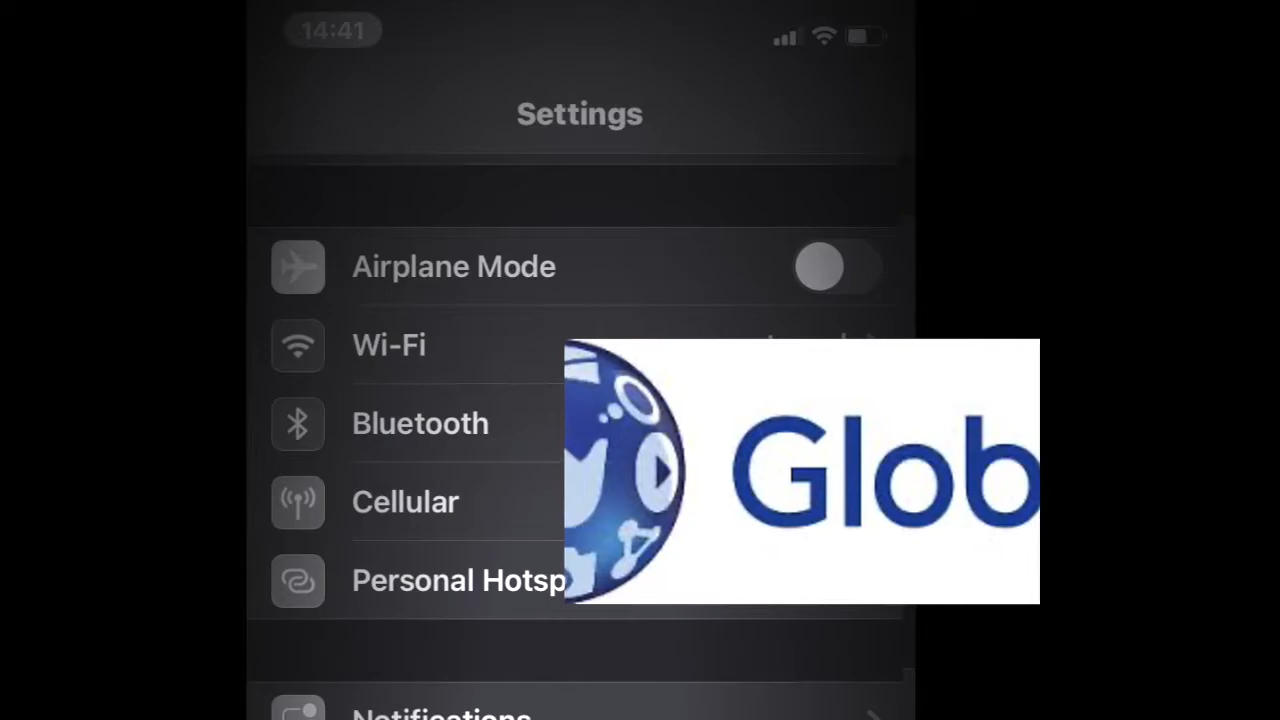 14:41
Settings
Airplane Mode
Wi-Fi
Bluetooth
Glob
Cellular
Personal Hotsp
Notifications